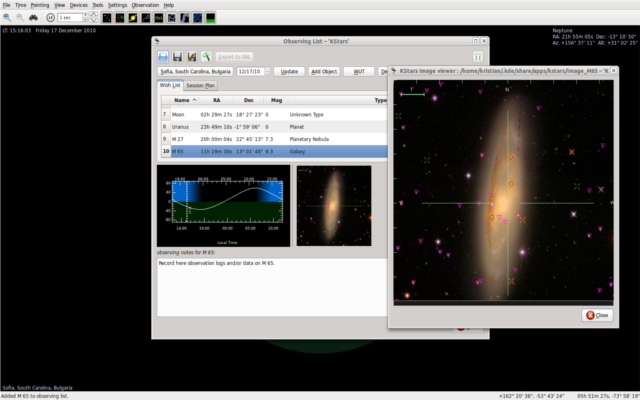 File Time Pointing View Devices Tools Settings Observation Help
1 sec
LT: 15:16:03 Friday 17 December 2010
Neptune
RA: 21h 55m 05s Dec: -13° 10' 50"
Az: +156° 37' 11" Alt: +31° 02' 25"
Observing List – KStars
Export to OAL
Sofia, South Carolina, Bulgaria 12/17/10 Update Add Object WUT
Wish List Session Plan
Name RA Dec Mag Type
7 Moon 02h 29m 27s 18° 27' 23" 0 Unknown Type
8 Uranus 23h 49m 10s -1° 59' 06" 0 Planet
9 M 27 20h 00m 04s 22° 45' 13" 7.3 Planetary Nebula
10 M 65 11h 19m 30s 13° 01' 46" 9.3 Galaxy
Local Time
observing notes for M 65:
Record here observation logs and/or data on M 65.
KStars image viewer : /home/kristian/.kde/share/apps/kstars/image_M65 – 'K
1'
N
W
Close
Sofia, South Carolina, Bulgaria
Added M 65 to observing list.
+162° 20' 38", -53° 43' 24" 05h 51m 27s, -73° 58' 19"